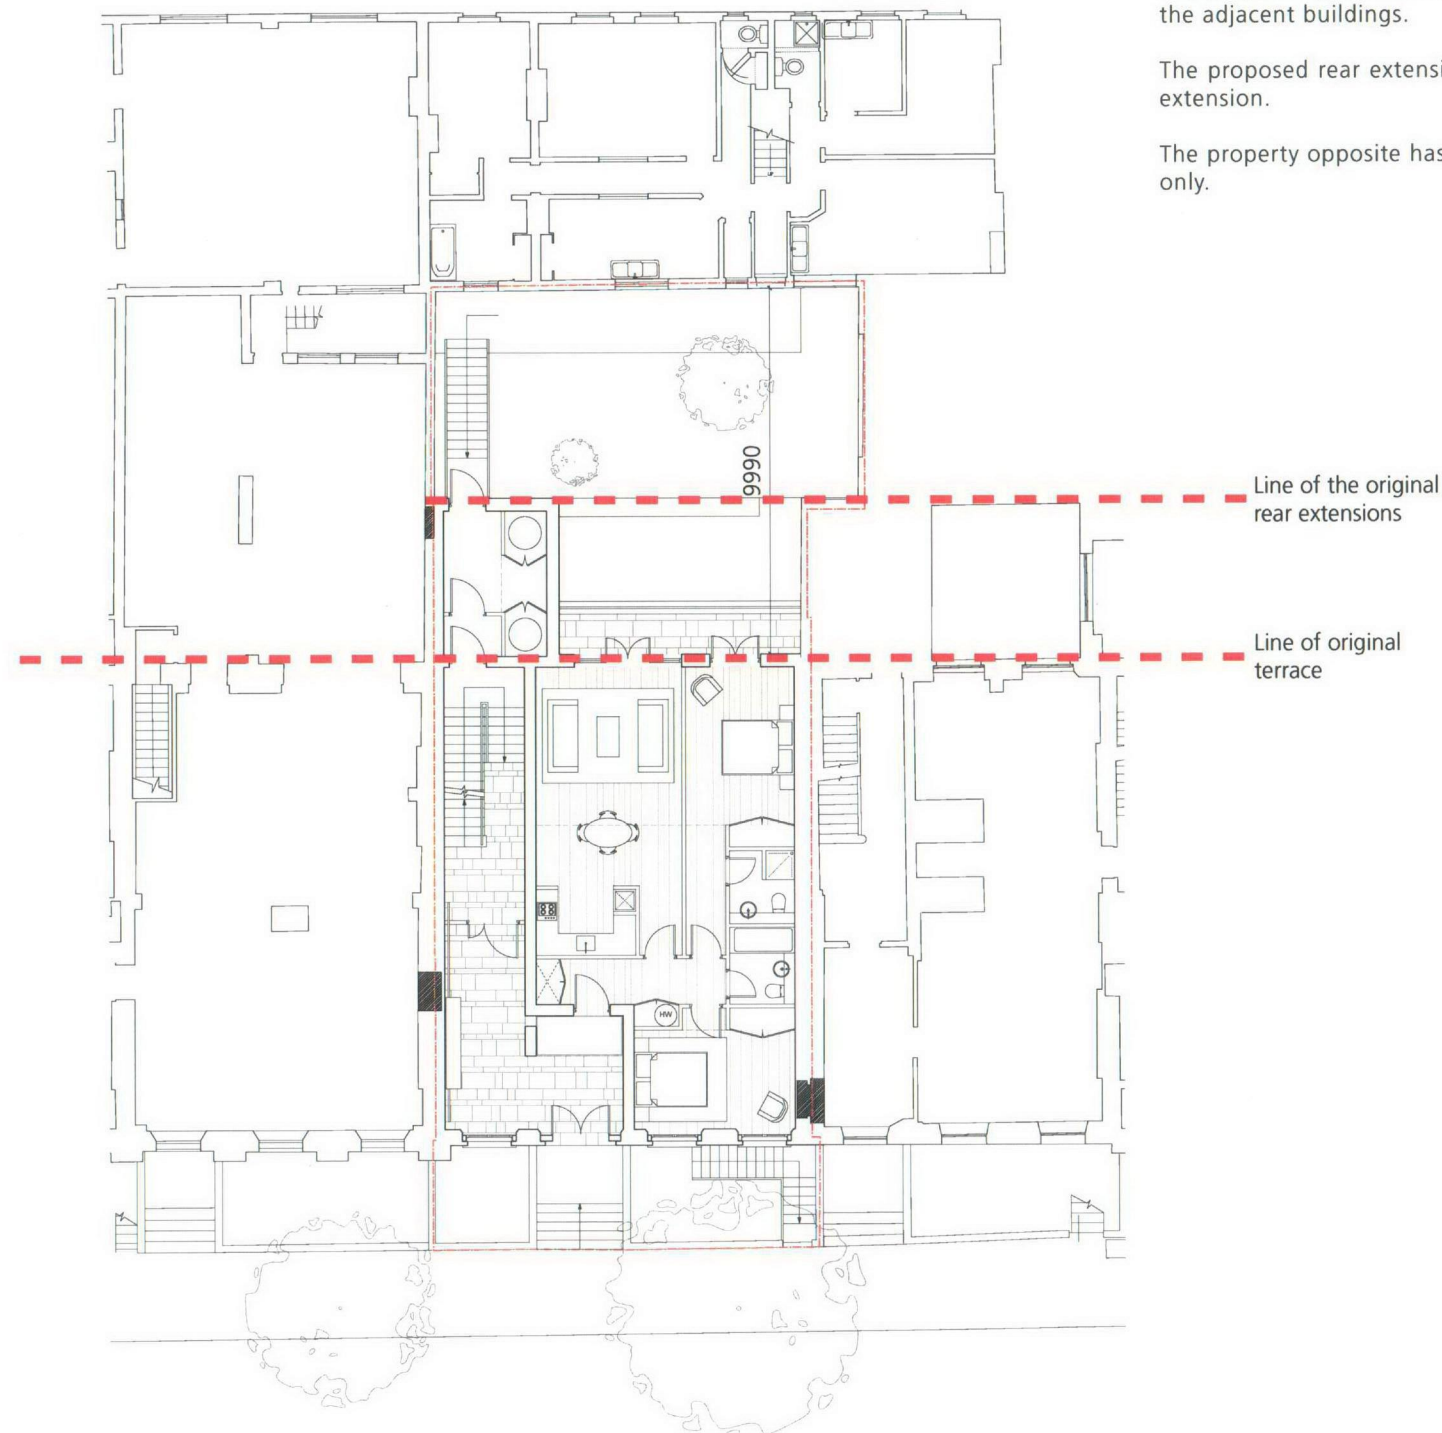 the adjacent buildings.
The proposed rear extensi
extension.
The property opposite has
only.
9990
Line of the original
rear extensions
Line of original
terrace
HW